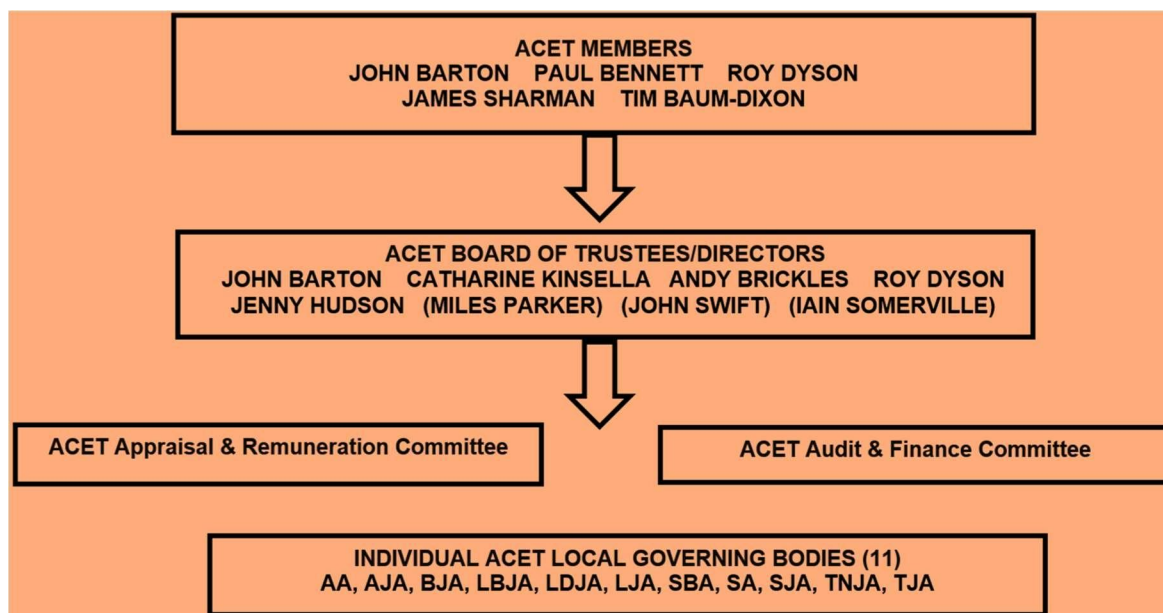 ACET MEMBERS
JOHN BARTON PAUL BENNETT ROY DYSON
JAMES SHARMAN TIM BAUM-DIXON
ACET BOARD OF TRUSTEES/DIRECTORS
JOHN BARTON CATHARINE KINSELLA ANDY BRICKLES ROY DYSON
JENNY HUDSON (MILES PARKER) (JOHN SWIFT) (IAIN SOMERVILLE)
ACET Appraisal & Remuneration Committee
ACET Audit & Finance Committee
INDIVIDUAL ACET LOCAL GOVERNING BODIES (11)
AA, AJA, BJA, LBJA, LDJA, LJA, SBA, SA, SJA, TNJA, TJA